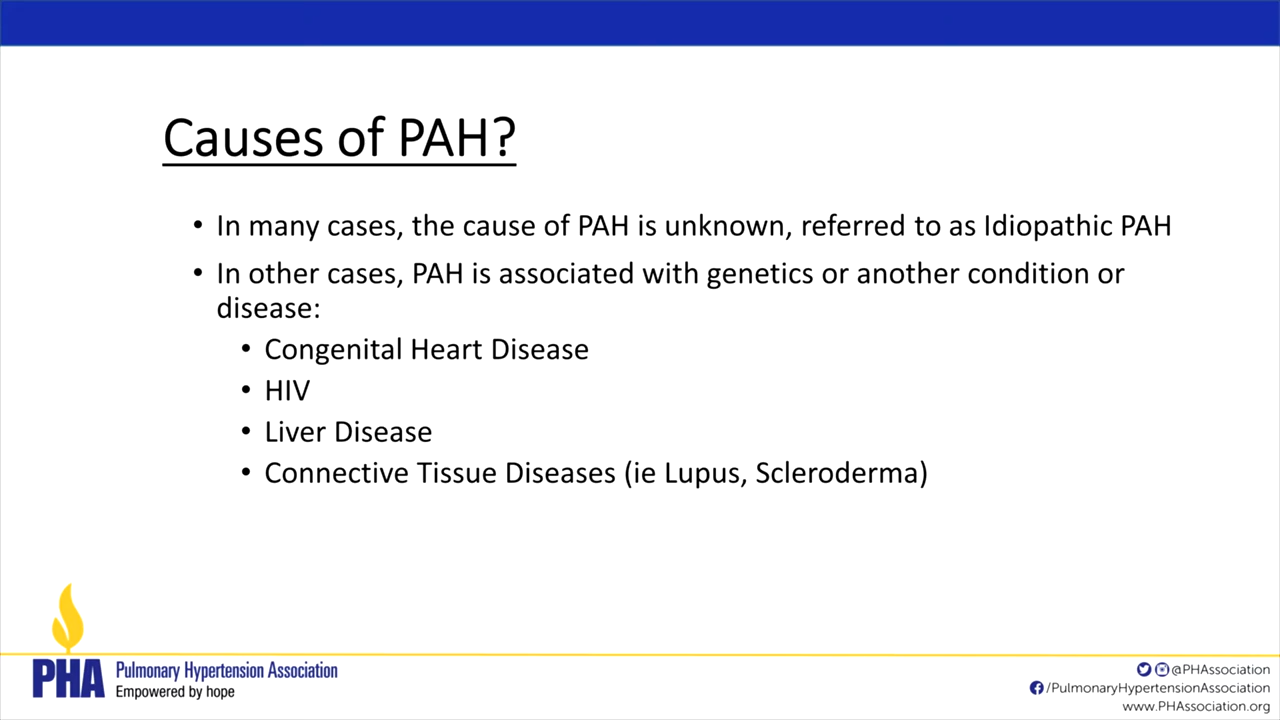 Causes of PAH?
• In many cases, the cause of PAH is unknown, referred to as Idiopathic PAH
• In other cases, PAH is associated with genetics or another condition or
disease:
• Congenital Heart Disease
• HIV
• Liver Disease
• Connective Tissue Diseases (ie Lupus, Scleroderma)
PHA
Pulmonary Hypertension Association
Empowered by hope
@PHAssociation
/PulmonaryHypertensionAssociation
www.PHAssociation.org